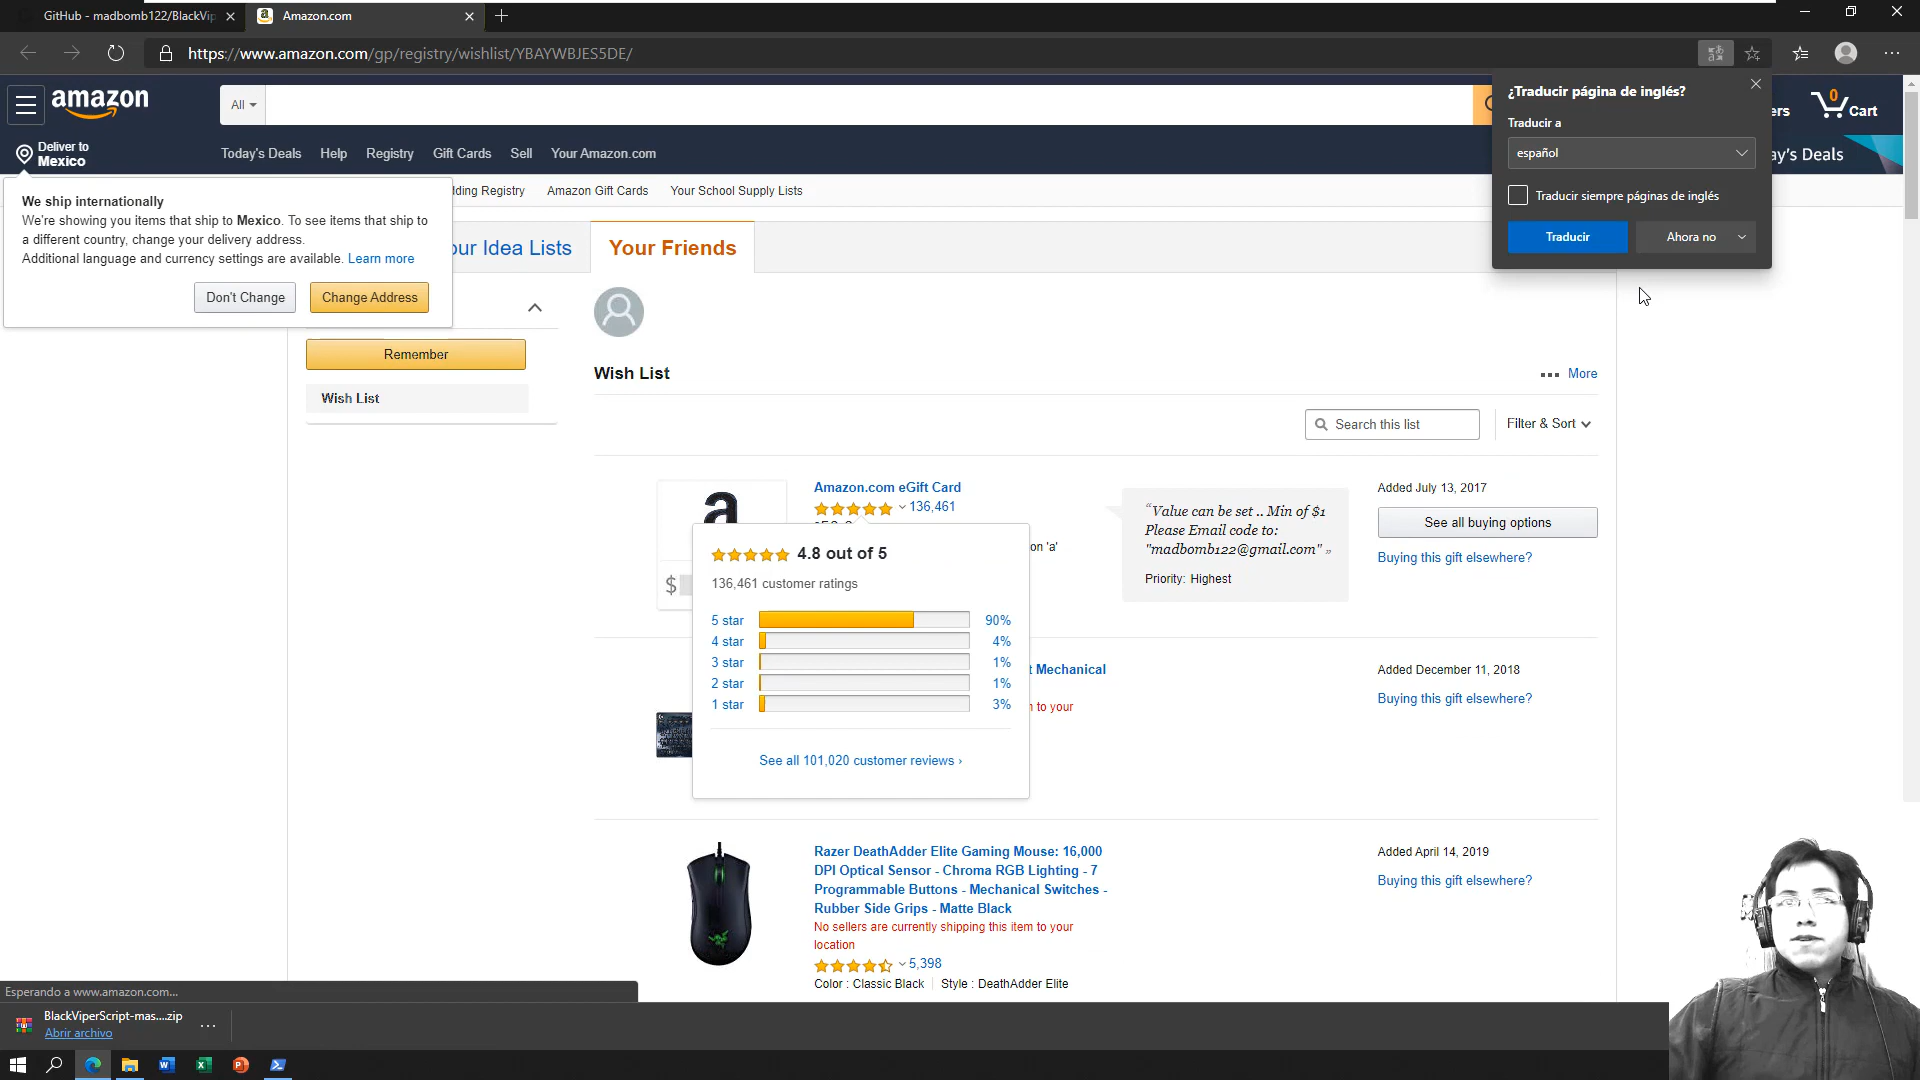 GitHub - madbomb122/BlackVip
Amazon.com
https://www.amazon.com/gp/registry/wishlist/YBAYWBJES5DE/
amazon
All
0
Cart
¿Traducir página de inglés?
Traducir a
español
Traducir siempre páginas de inglés
Traducir
Ahora no
ers
ay's Deals
Deliver to
Mexico
Today's Deals
Help
Registry
Gift Cards
Sell
Your Amazon.com
dding Registry
Amazon Gift Cards
Your School Supply Lists
We ship internationally
We're showing you items that ship to Mexico. To see items that ship to
a different country, change your delivery address.
Additional language and currency settings are available. Learn more
Don't Change
Change Address
our Idea Lists
Your Friends
Remember
Wish List
Wish List
More
Search this list
Filter & Sort
a
$
Amazon.com eGift Card
136,461
on 'a'
“Value can be set .. Min of $1
Please Email code to:
"madbomb122@gmail.com" ”
Priority: Highest
Added July 13, 2017
See all buying options
Buying this gift elsewhere?
4.8 out of 5
136,461 customer ratings
5 star 90%
4 star 4%
3 star 1%
2 star 1%
1 star 3%
See all 101,020 customer reviews ›
t Mechanical
n to your
Added December 11, 2018
Buying this gift elsewhere?
Razer DeathAdder Elite Gaming Mouse: 16,000
DPI Optical Sensor - Chroma RGB Lighting - 7
Programmable Buttons - Mechanical Switches -
Rubber Side Grips - Matte Black
No sellers are currently shipping this item to your
location
5,398
Color : Classic Black
Style : DeathAdder Elite
Added April 14, 2019
Buying this gift elsewhere?
Esperando a www.amazon.com...
BlackViperScript-mas....zip
Abrir archivo